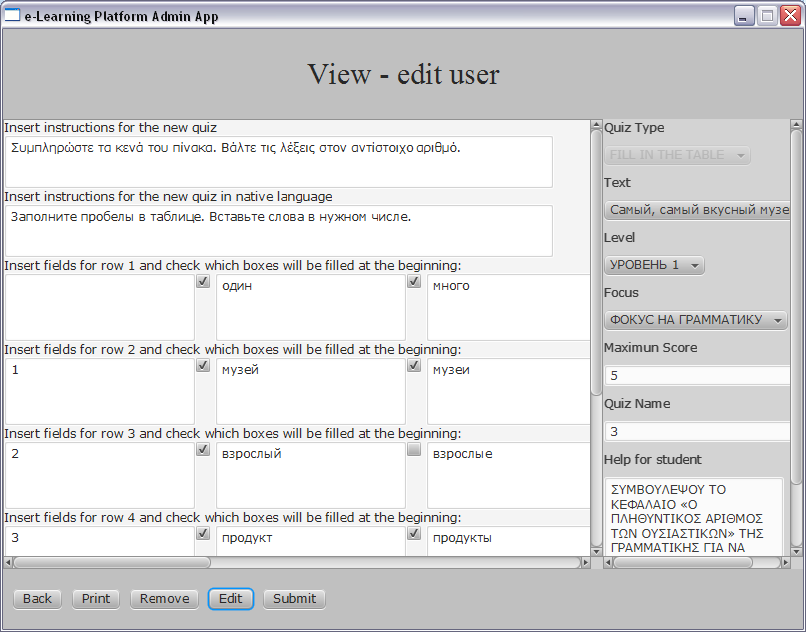 e-Learning Platform Admin App
View - edit user
Insert instructions for the new quiz
Συμπληρώστε τα κενά του πίνακα. Βάλτε τις λέξεις στον αντίστοιχο αριθμό.
Insert instructions for the new quiz in native language
Заполните пробелы в таблице. Вставьте слова в нужном числе.
Insert fields for row 1 and check which boxes will be filled at the beginning:
один много
Insert fields for row 2 and check which boxes will be filled at the beginning:
1 музей музеи
Insert fields for row 3 and check which boxes will be filled at the beginning:
2 взрослый взрослые
Insert fields for row 4 and check which boxes will be filled at the beginning:
3 продукт продукты
Quiz Type
FILL IN THE TABLE
Text
Самый, самый вкусный музе
Level
УРОВЕНЬ 1
Focus
ФОКУС НА ГРАММАТИКУ
Maximun Score
5
Quiz Name
3
Help for student
ΣΥΜΒΟΥΛΕΨΟΥ ΤΟ
ΚΕΦΑΛΑΙΟ «Ο
ΠΛΗΘΥΝΤΙΚΟΣ ΑΡΙΘΜΟΣ
ΤΩΝ ΟΥΣΙΑΣΤΙΚΩΝ» ΤΗΣ
ΓΡΑΜΜΑΤΙΚΗΣ ΓΙΑ ΝΑ
Back Print Remove Edit Submit